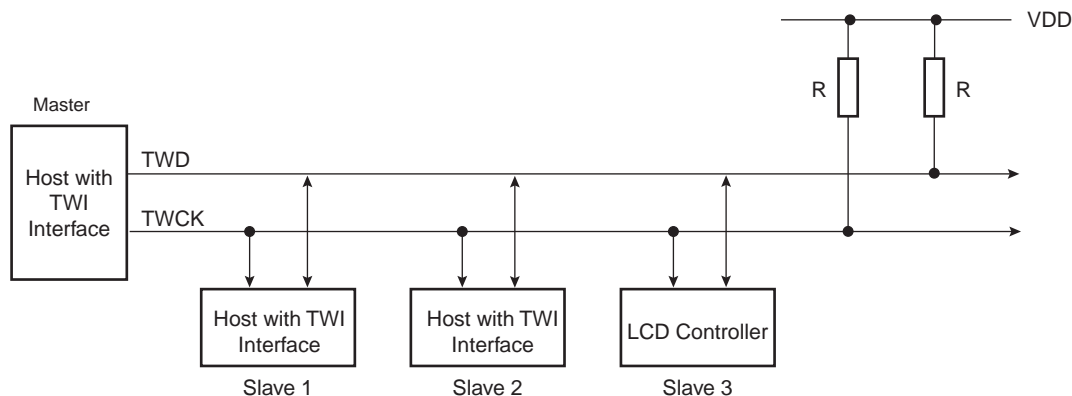 VDD
R
R
Master
Host with
TWI
Interface
TWD
TWCK
Host with TWI
Interface
Slave 1
Host with TWI
Interface
Slave 2
LCD Controller
Slave 3